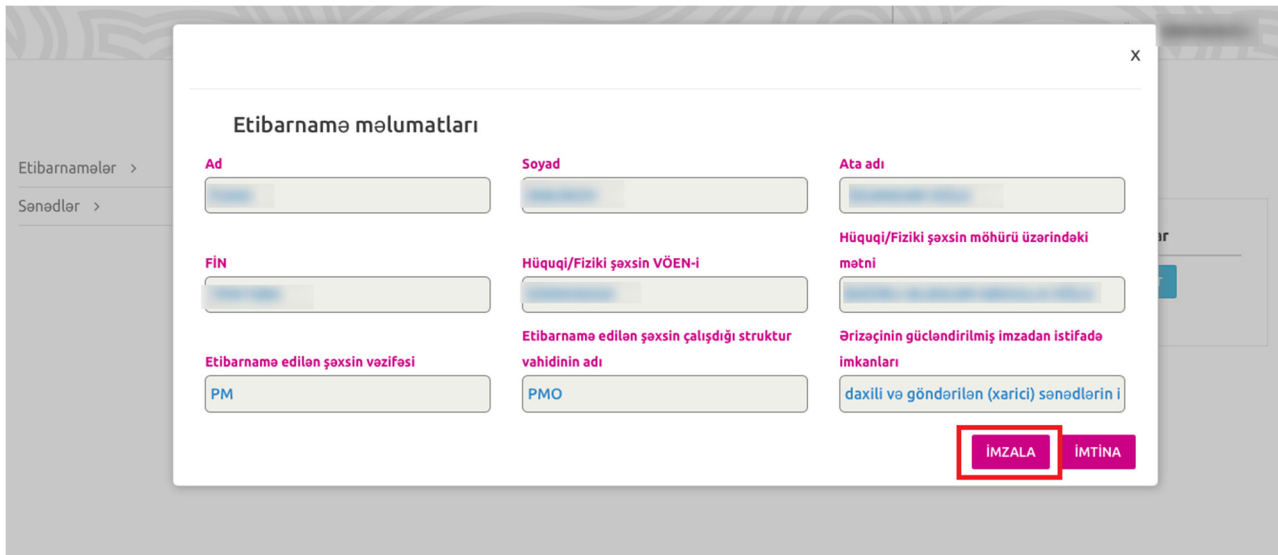 X
Etibarnamə məlumatları
Etibarnamələr >
Sənədlər >
Ad
Soyad
Ata adı
FİN
Hüquqi/Fiziki şəxsin VÖEN-i
Hüquqi/Fiziki şəxsin möhürü üzərindəki
mətni
Etibarnamə edilən şəxsin vəzifəsi
PM
Etibarnamə edilən şəxsin çalışdığı struktur
vahidinin adı
PMO
Ərizəçinin gücləndirilmiş imzadan istifadə
imkanları
daxili və göndərilən (xarici) sənədlərin i
İMZALA
İMTİNA